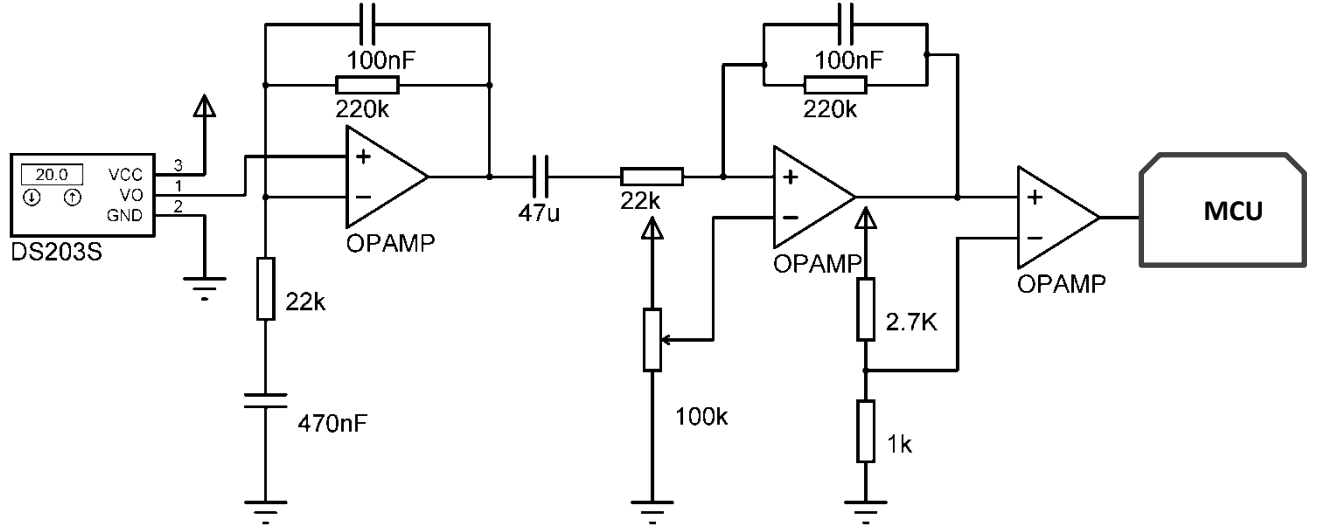 100nF
220k
20.0
VCC
3
VO
1
GND
2
DS203S
+
−
OPAMP
22k
470nF
47u
22k
100nF
220k
+
−
OPAMP
100k
2.7K
1k
+
−
OPAMP
MCU